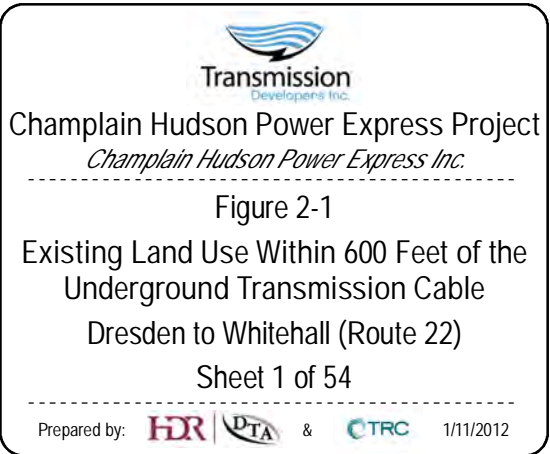 Transmission
Developers Inc.
Champlain Hudson Power Express Project
Champlain Hudson Power Express Inc.
Figure 2-1
Existing Land Use Within 600 Feet of the
Underground Transmission Cable
Dresden to Whitehall (Route 22)
Sheet 1 of 54
Prepared by: HDR DTA & TRC 1/11/2012